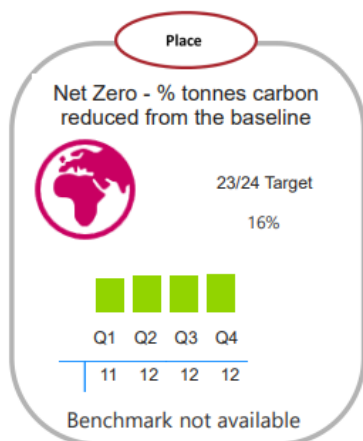 Place
Net Zero - % tonnes carbon
reduced from the baseline
23/24 Target
16%
Q1 Q2 Q3 Q4
11 12 12 12
Benchmark not available